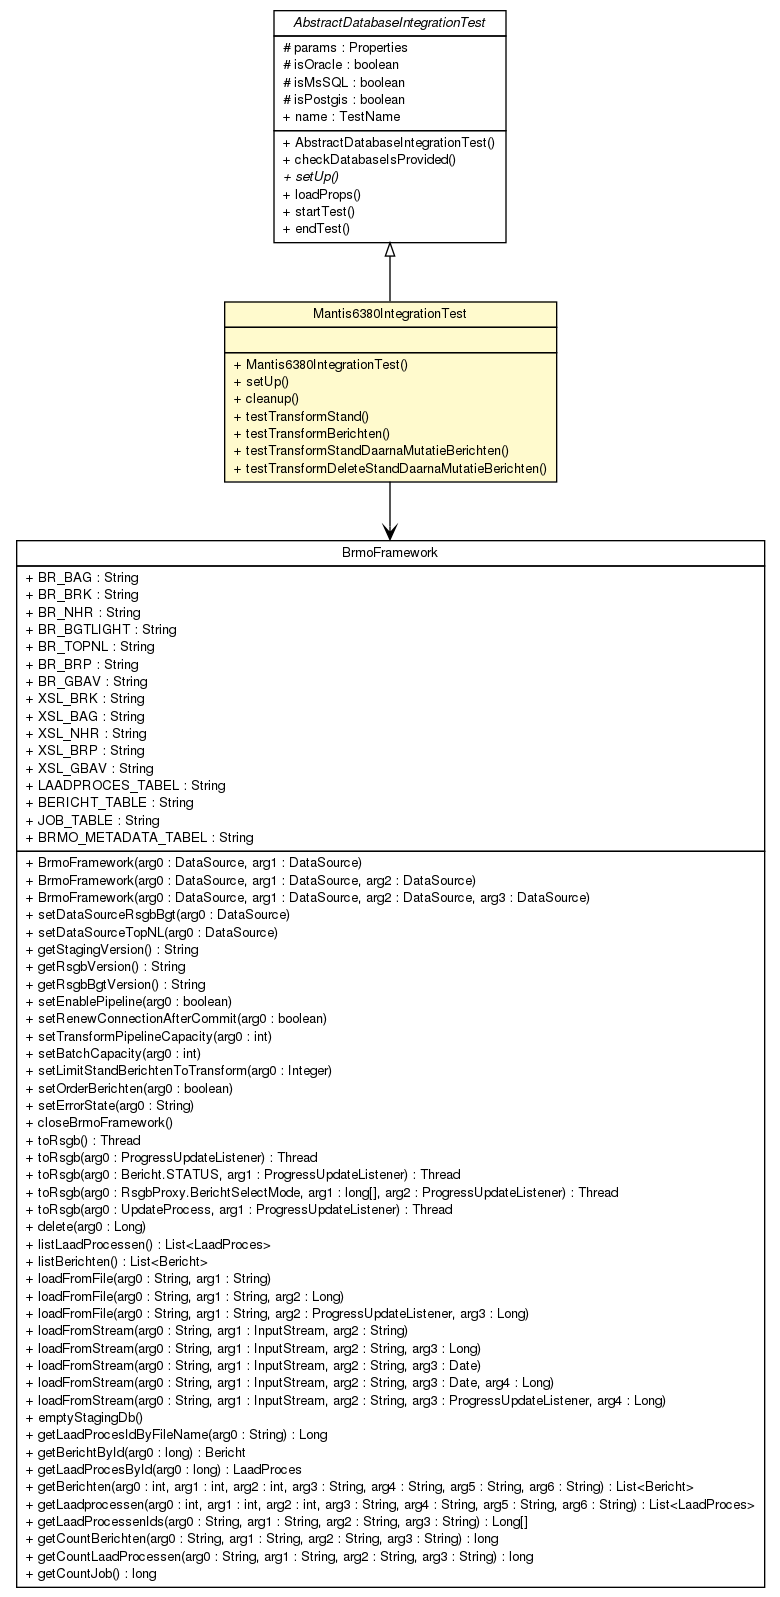 AbstractDatabaseIntegrationTest
# params : Properties
# isOracle : boolean
# isMsSQL : boolean
# isPostgis : boolean
+ name : TestName
+ AbstractDatabaseIntegrationTest()
+ checkDatabaseIsProvided()
+ setUp()
+ loadProps()
+ startTest()
+ endTest()
Mantis6380IntegrationTest
+ Mantis6380IntegrationTest()
+ setUp()
+ cleanup()
+ testTransformStand()
+ testTransformBerichten()
+ testTransformStandDaarnaMutatieBerichten()
+ testTransformDeleteStandDaarnaMutatieBerichten()
BrmoFramework
+ BR_BAG : String
+ BR_BRK : String
+ BR_NHR : String
+ BR_BGTLIGHT : String
+ BR_TOPNL : String
+ BR_BRP : String
+ BR_GBAV : String
+ XSL_BRK : String
+ XSL_BAG : String
+ XSL_NHR : String
+ XSL_BRP : String
+ XSL_GBAV : String
+ LAADPROCES_TABEL : String
+ BERICHT_TABLE : String
+ JOB_TABLE : String
+ BRMO_METADATA_TABEL : String
+ BrmoFramework(arg0 : DataSource, arg1 : DataSource)
+ BrmoFramework(arg0 : DataSource, arg1 : DataSource, arg2 : DataSource)
+ BrmoFramework(arg0 : DataSource, arg1 : DataSource, arg2 : DataSource, arg3 : DataSource)
+ setDataSourceRsgbBgt(arg0 : DataSource)
+ setDataSourceTopNL(arg0 : DataSource)
+ getStagingVersion() : String
+ getRsgbVersion() : String
+ getRsgbBgtVersion() : String
+ setEnablePipeline(arg0 : boolean)
+ setRenewConnectionAfterCommit(arg0 : boolean)
+ setTransformPipelineCapacity(arg0 : int)
+ setBatchCapacity(arg0 : int)
+ setLimitStandBerichtenToTransform(arg0 : Integer)
+ setOrderBerichten(arg0 : boolean)
+ setErrorState(arg0 : String)
+ closeBrmoFramework()
+ toRsgb() : Thread
+ toRsgb(arg0 : ProgressUpdateListener) : Thread
+ toRsgb(arg0 : Bericht.STATUS, arg1 : ProgressUpdateListener) : Thread
+ toRsgb(arg0 : RsgbProxy.BerichtSelectMode, arg1 : long[], arg2 : ProgressUpdateListener) : Thread
+ toRsgb(arg0 : UpdateProcess, arg1 : ProgressUpdateListener) : Thread
+ delete(arg0 : Long)
+ listLaadProcessen() : List<LaadProces>
+ listBerichten() : List<Bericht>
+ loadFromFile(arg0 : String, arg1 : String)
+ loadFromFile(arg0 : String, arg1 : String, arg2 : Long)
+ loadFromFile(arg0 : String, arg1 : String, arg2 : ProgressUpdateListener, arg3 : Long)
+ loadFromStream(arg0 : String, arg1 : InputStream, arg2 : String)
+ loadFromStream(arg0 : String, arg1 : InputStream, arg2 : String, arg3 : Long)
+ loadFromStream(arg0 : String, arg1 : InputStream, arg2 : String, arg3 : Date)
+ loadFromStream(arg0 : String, arg1 : InputStream, arg2 : String, arg3 : Date, arg4 : Long)
+ loadFromStream(arg0 : String, arg1 : InputStream, arg2 : String, arg3 : ProgressUpdateListener, arg4 : Long)
+ emptyStagingDb()
+ getLaadProcesIdByFileName(arg0 : String) : Long
+ getBerichtById(arg0 : long) : Bericht
+ getLaadProcesById(arg0 : long) : LaadProces
+ getBerichten(arg0 : int, arg1 : int, arg2 : int, arg3 : String, arg4 : String, arg5 : String, arg6 : String) : List<Bericht>
+ getLaadprocessen(arg0 : int, arg1 : int, arg2 : int, arg3 : String, arg4 : String, arg5 : String, arg6 : String) : List<LaadProces>
+ getLaadProcessenIds(arg0 : String, arg1 : String, arg2 : String, arg3 : String) : Long[]
+ getCountBerichten(arg0 : String, arg1 : String, arg2 : String, arg3 : String) : long
+ getCountLaadProcessen(arg0 : String, arg1 : String, arg2 : String, arg3 : String) : long
+ getCountJob() : long